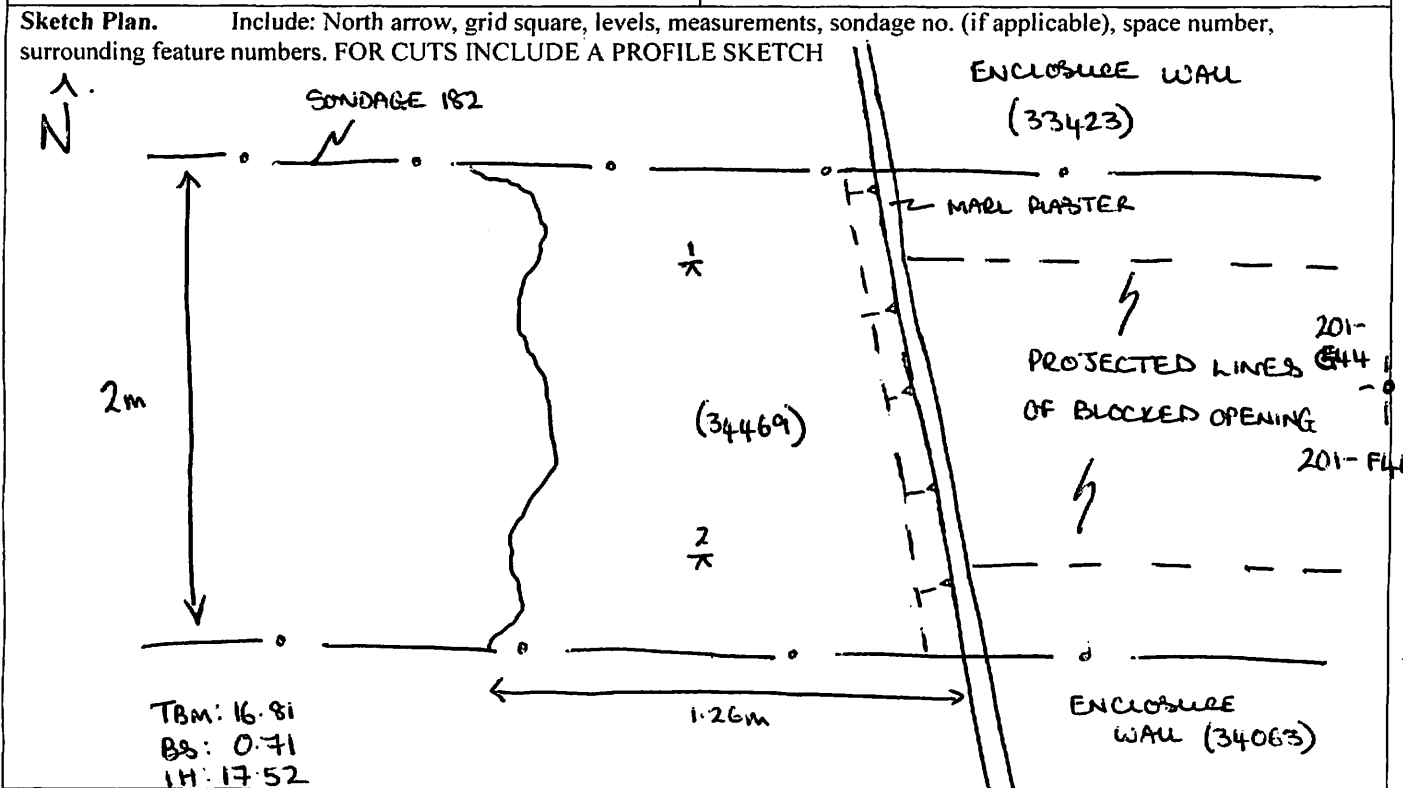 Sketch Plan. Include: North arrow, grid square, levels, measurements, sondage no. (if applicable), space number,
surrounding feature numbers. FOR CUTS INCLUDE A PROFILE SKETCH
N
SONDAGE 182
ENCLOSURE WALL
(33423)
MARL PLASTER
1
PROJECTED LINES
OF BLOCKED OPENING
201-
201-F44
2m
(34469)
2
1.26m
ENCLOSURE
WALL (34063)
TBM: 16.81
BS: 0.71
IH: 17.52